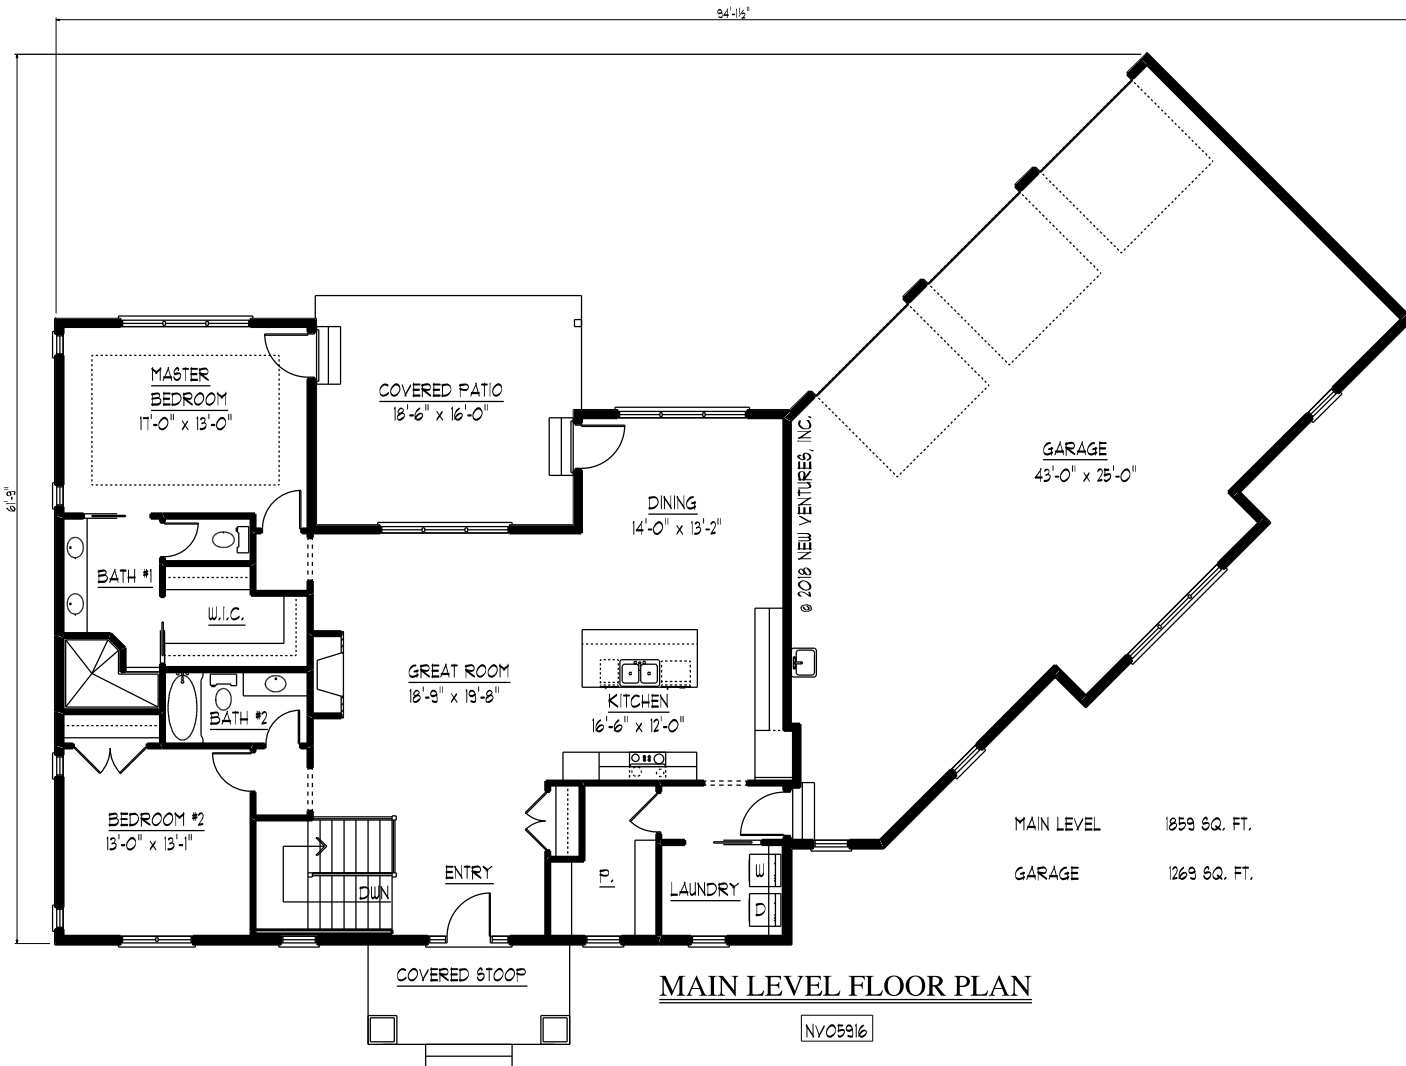 94'-1½"
61'-9"
MASTER
BEDROOM
17'-0" x 13'-0"
COVERED PATIO
18'-6" x 16'-0"
DINING
14'-0" x 13'-2"
© 2018 NEW VENTURES, INC.
GARAGE
43'-0" x 25'-0"
BATH #1
W.I.C.
GREAT ROOM
18'-9" x 19'-8"
KITCHEN
16'-6" x 12'-0"
BATH #2
BEDROOM #2
13'-0" x 13'-1"
DWN
ENTRY
P.
LAUNDRY
W
D
MAIN LEVEL 1859 SQ. FT.
GARAGE 1269 SQ. FT.
COVERED STOOP
MAIN LEVEL FLOOR PLAN
NV05916